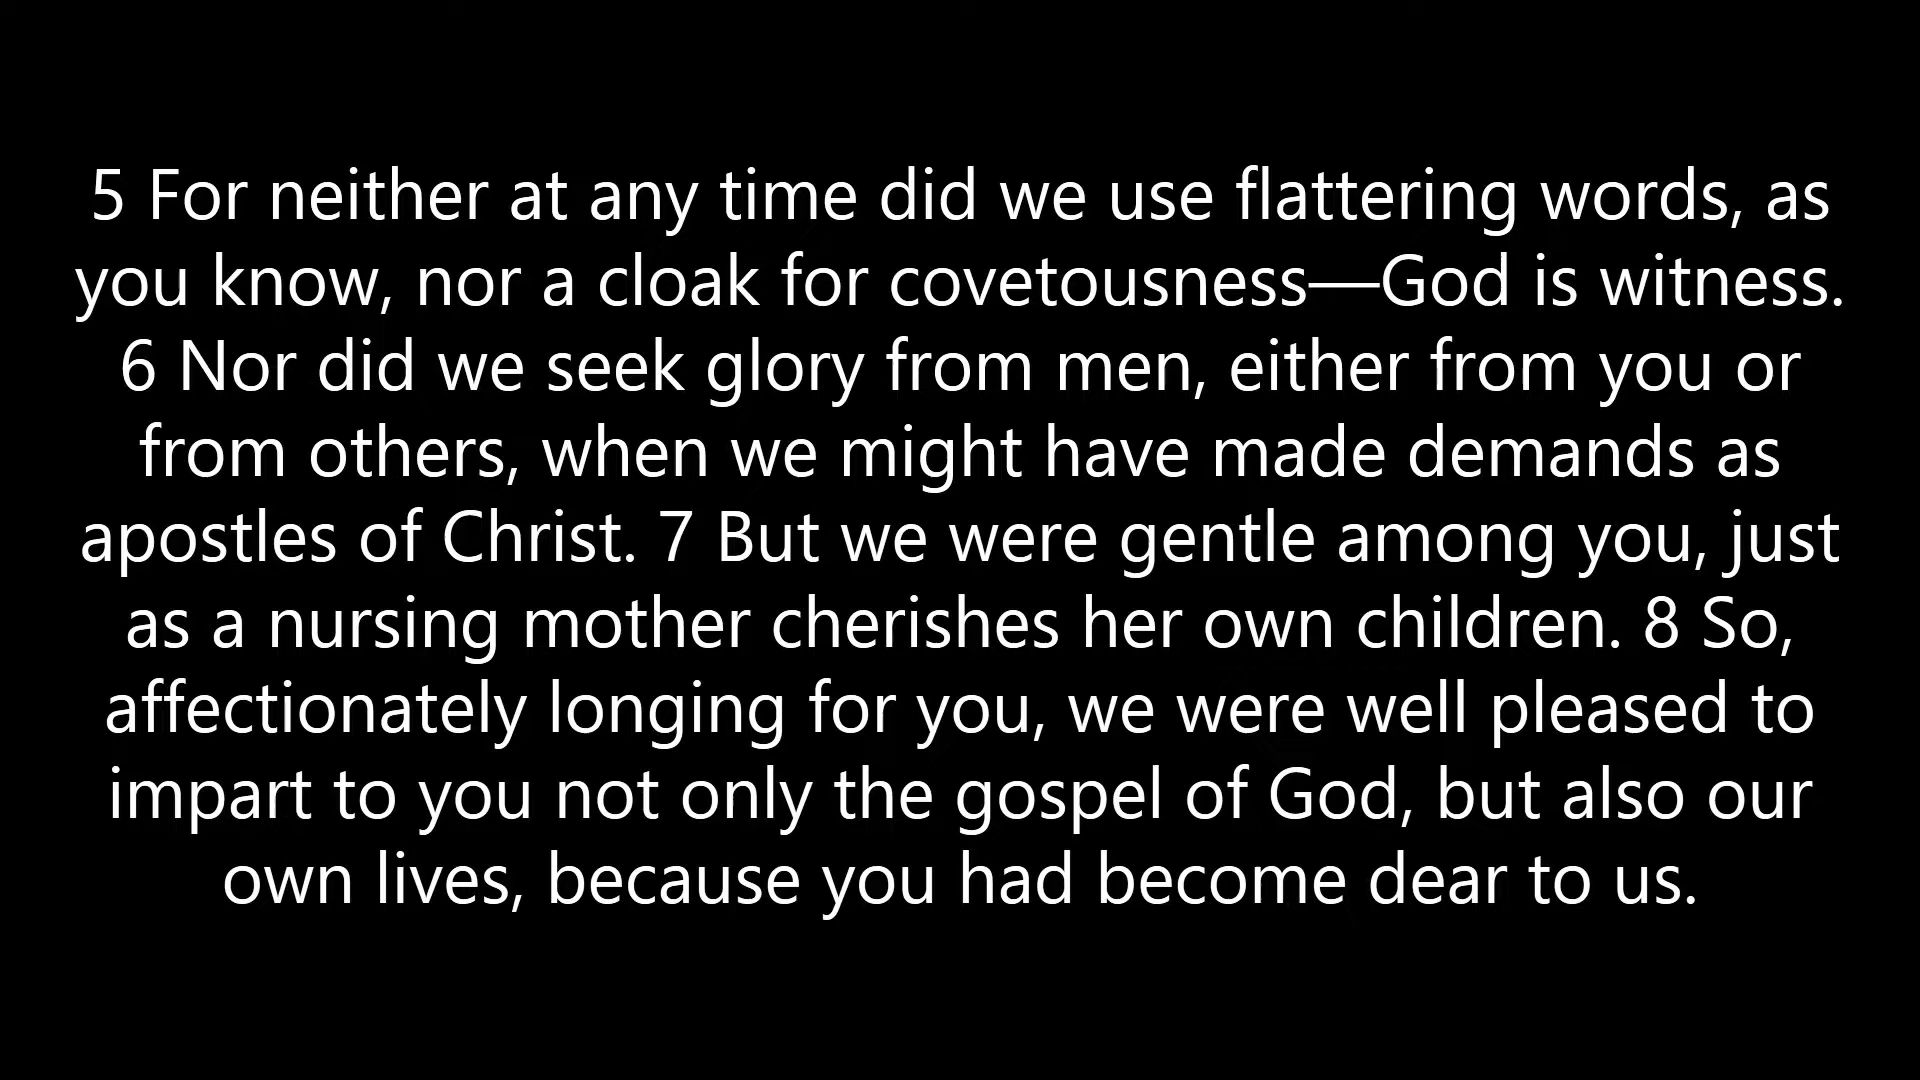 5 For neither at any time did we use flattering words, as
you know, nor a cloak for covetousness—God is witness.
6 Nor did we seek glory from men, either from you or
from others, when we might have made demands as
apostles of Christ. 7 But we were gentle among you, just
as a nursing mother cherishes her own children. 8 So,
affectionately longing for you, we were well pleased to
impart to you not only the gospel of God, but also our
own lives, because you had become dear to us.